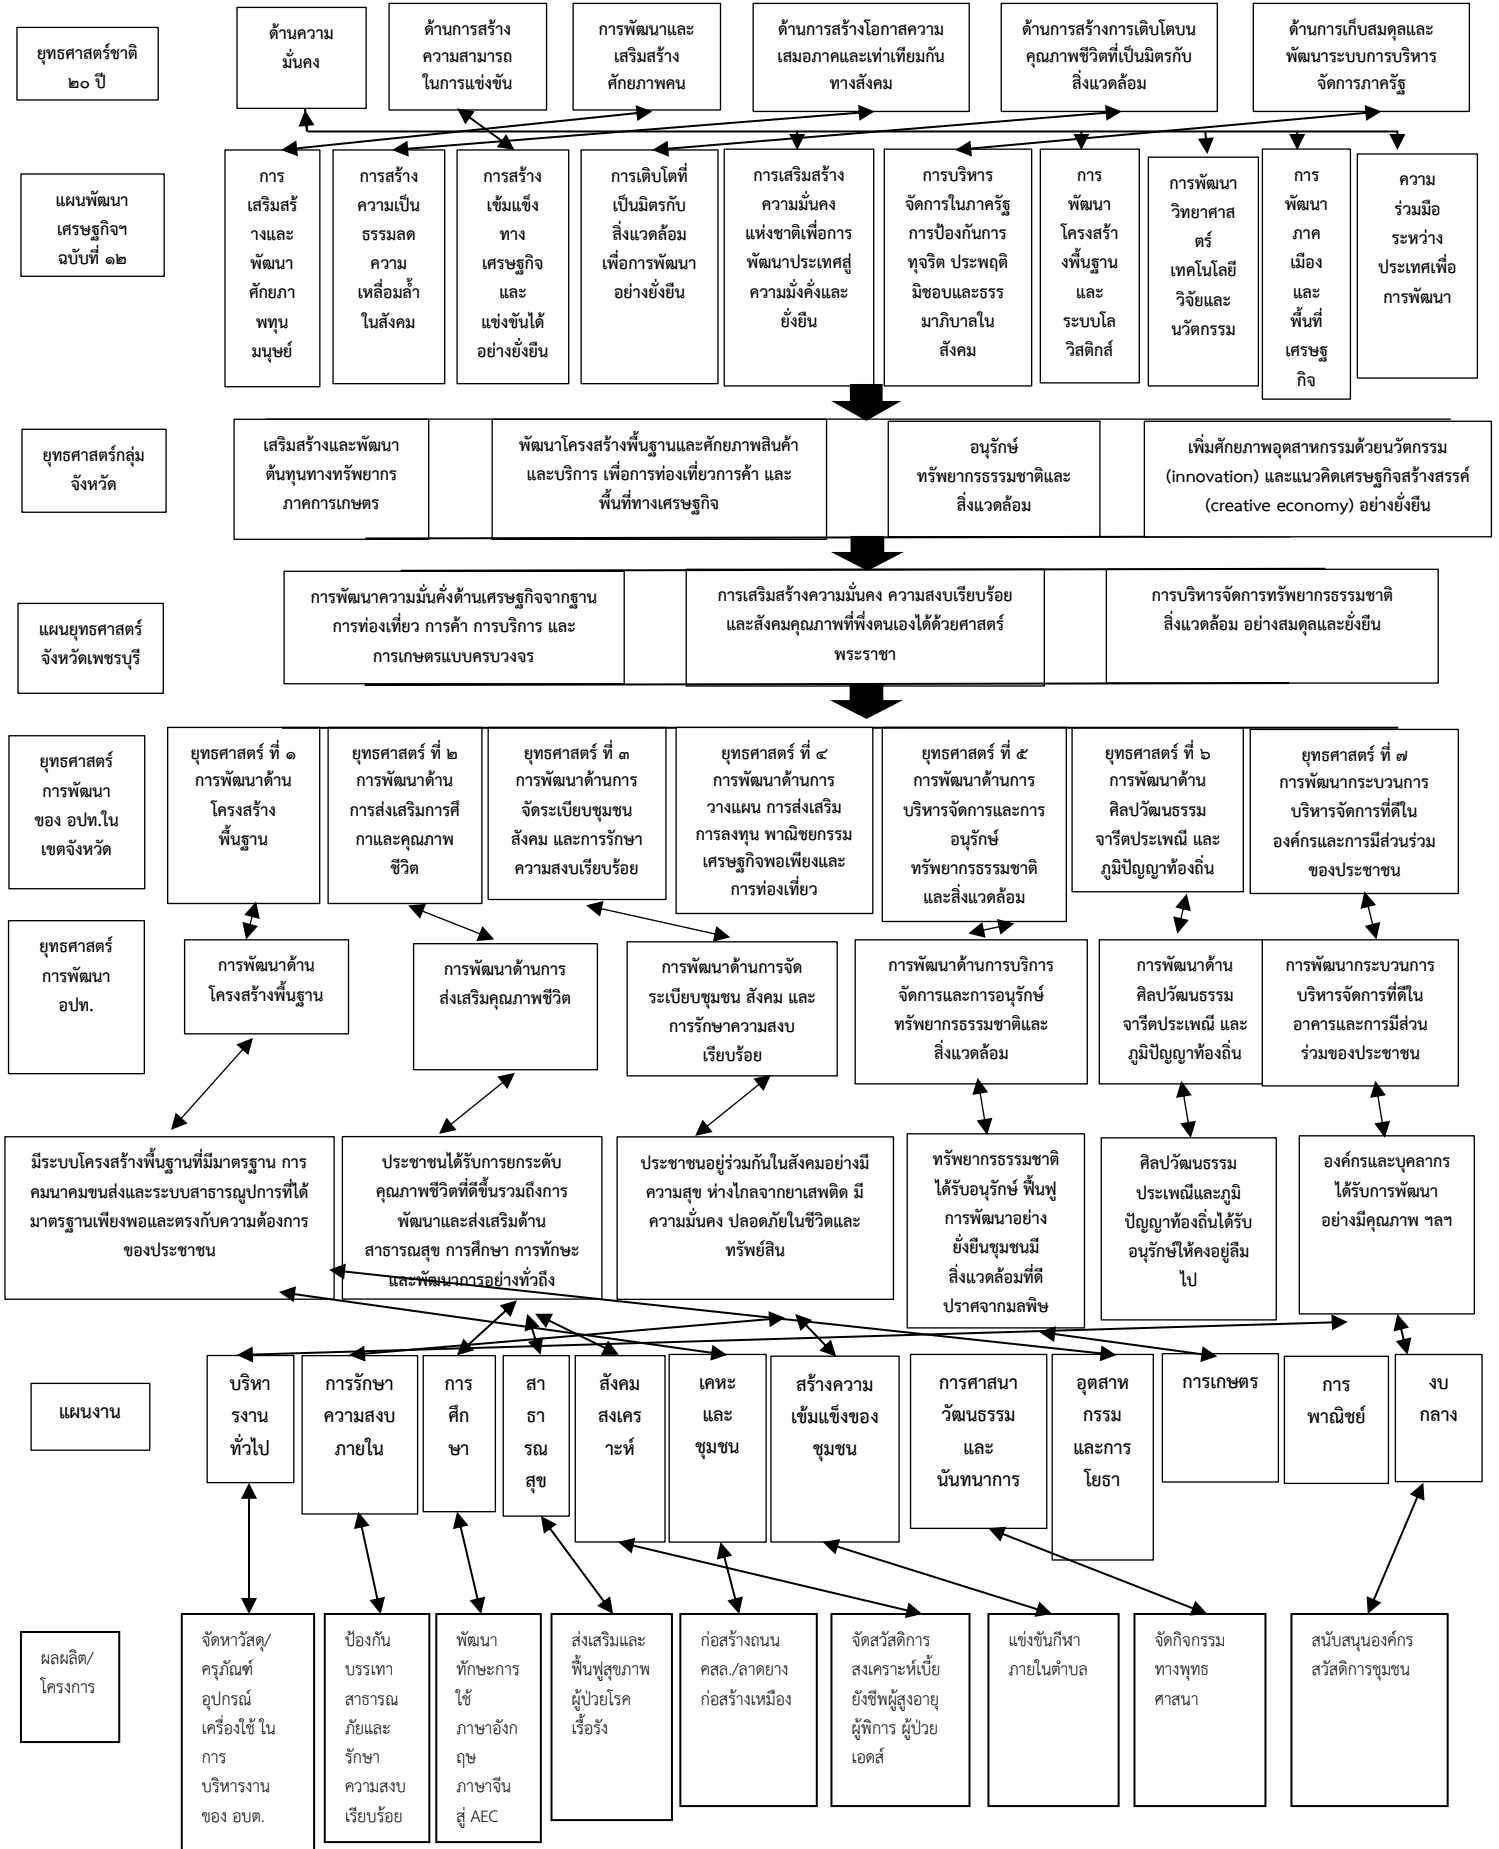 ยุทธศาสตร์ชาติ
๒๐ ปี
ด้านความ
มั่นคง
ด้านการสร้าง
ความสามารถ
ในการแข่งขัน
การพัฒนาและ
เสริมสร้าง
ศักยภาพคน
ด้านการสร้างโอกาสความ
เสมอภาคและเท่าเทียมกัน
ทางสังคม
ด้านการสร้างการเติบโตบน
คุณภาพชีวิตที่เป็นมิตรกับ
สิ่งแวดล้อม
ด้านการเก็บสมดุลและ
พัฒนาระบบการบริหาร
จัดการภาครัฐ
แผนพัฒนา
เศรษฐกิจฯ
ฉบับที่ ๑๒
การ
เสริมสร้
างและ
พัฒนา
ศักยภา
พทุน
มนุษย์
การสร้าง
ความเป็น
ธรรมลด
ความ
เหลื่อมล้ำ
ในสังคม
การสร้าง
เข้มแข็ง
ทาง
เศรษฐกิจ
และ
แข่งขันได้
อย่างยั่งยืน
การเติบโตที่
เป็นมิตรกับ
สิ่งแวดล้อม
เพื่อการพัฒนา
อย่างยั่งยืน
การเสริมสร้าง
ความมั่นคง
แห่งชาติเพื่อการ
พัฒนาประเทศสู่
ความมั่งคั่งและ
ยั่งยืน
การบริหาร
จัดการในภาครัฐ
การป้องกันการ
ทุจริต ประพฤติ
มิชอบและธรร
มาภิบาลใน
สังคม
การ
พัฒนา
โครงสร้า
งพื้นฐาน
และ
ระบบโล
วิสติกส์
การพัฒนา
วิทยาศาส
ตร์
เทคโนโลยี
วิจัยและ
นวัตกรรม
การ
พัฒนา
ภาค
เมือง
และ
พื้นที่
เศรษฐ
กิจ
ความ
ร่วมมือ
ระหว่าง
ประเทศเพื่อ
การพัฒนา
ยุทธศาสตร์กลุ่ม
จังหวัด
เสริมสร้างและพัฒนา
ต้นทุนทางทรัพยากร
ภาคการเกษตร
พัฒนาโครงสร้างพื้นฐานและศักยภาพสินค้า
และบริการ เพื่อการท่องเที่ยวการค้า และ
พื้นที่ทางเศรษฐกิจ
อนุรักษ์
ทรัพยากรธรรมชาติและ
สิ่งแวดล้อม
เพิ่มศักยภาพอุตสาหกรรมด้วยนวัตกรรม
(innovation) และแนวคิดเศรษฐกิจสร้างสรรค์
(creative economy) อย่างยั่งยืน
แผนยุทธศาสตร์
จังหวัดเพชรบุรี
การพัฒนาความมั่นคั่งด้านเศรษฐกิจจากฐาน
การท่องเที่ยว การค้า การบริการ และ
การเกษตรแบบครบวงจร
การเสริมสร้างความมั่นคง ความสงบเรียบร้อย
และสังคมคุณภาพที่พึ่งตนเองได้ด้วยศาสตร์
พระราชา
การบริหารจัดการทรัพยากรธรรมชาติ
สิ่งแวดล้อม อย่างสมดุลและยั่งยืน
ยุทธศาสตร์
การพัฒนา
ของ อปท.ใน
เขตจังหวัด
ยุทธศาสตร์ ที่ ๑
การพัฒนาด้าน
โครงสร้าง
พื้นฐาน
ยุทธศาสตร์ ที่ ๒
การพัฒนาด้าน
การส่งเสริมการศึ
กาและคุณภาพ
ชีวิต
ยุทธศาสตร์ ที่ ๓
การพัฒนาด้านการ
จัดระเบียบชุมชน
สังคม และการรักษา
ความสงบเรียบร้อย
ยุทธศาสตร์ ที่ ๔
การพัฒนาด้านการ
วางแผน การส่งเสริม
การลงทุน พาณิชยกรรม
เศรษฐกิจพอเพียงและ
การท่องเที่ยว
ยุทธศาสตร์ ที่ ๕
การพัฒนาด้านการ
บริหารจัดการและการ
อนุรักษ์
ทรัพยากรธรรมชาติ
และสิ่งแวดล้อม
ยุทธศาสตร์ ที่ ๖
การพัฒนาด้าน
ศิลปวัฒนธรรม
จารีตประเพณี และ
ภูมิปัญญาท้องถิ่น
ยุทธศาสตร์ ที่ ๗
การพัฒนากระบวนการ
บริหารจัดการที่ดีใน
องค์กรและการมีส่วนร่วม
ของประชาชน
ยุทธศาสตร์
การพัฒนา
อปท.
การพัฒนาด้าน
โครงสร้างพื้นฐาน
การพัฒนาด้านการ
ส่งเสริมคุณภาพชีวิต
การพัฒนาด้านการจัด
ระเบียบชุมชน สังคม และ
การรักษาความสงบ
เรียบร้อย
การพัฒนาด้านการบริการ
จัดการและการอนุรักษ์
ทรัพยากรธรรมชาติและ
สิ่งแวดล้อม
การพัฒนาด้าน
ศิลปวัฒนธรรม
จารีตประเพณี และ
ภูมิปัญญาท้องถิ่น
การพัฒนากระบวนการ
บริหารจัดการที่ดีใน
อาคารและการมีส่วน
ร่วมของประชาชน
มีระบบโครงสร้างพื้นฐานที่มีมาตรฐาน การ
คมนาคมขนส่งและระบบสาธารณูปการที่ได้
มาตรฐานเพียงพอและตรงกับความต้องการ
ของประชาชน
ประชาชนได้รับการยกระดับ
คุณภาพชีวิตที่ดีขึ้นรวมถึงการ
พัฒนาและส่งเสริมด้าน
สาธารณสุข การศึกษา การทักษะ
และพัฒนาการอย่างทั่วถึง
ประชาชนอยู่ร่วมกันในสังคมอย่างมี
ความสุข ห่างไกลจากยาเสพติด มี
ความมั่นคง ปลอดภัยในชีวิตและ
ทรัพย์สิน
ทรัพยากรธรรมชาติ
ได้รับอนุรักษ์ ฟื้นฟู
การพัฒนาอย่าง
ยั่งยืนชุมชนมี
สิ่งแวดล้อมที่ดี
ปราศจากมลพิษ
ศิลปวัฒนธรรม
ประเพณีและภูมิ
ปัญญาท้องถิ่นได้รับ
อนุรักษ์ให้คงอยู่ลืม
ไป
องค์กรและบุคลากร
ได้รับการพัฒนา
อย่างมีคุณภาพ ฯลฯ
แผนงาน
บริหา
รงาน
ทั่วไป
การรักษา
ความสงบ
ภายใน
การ
ศึก
ษา
สา
ธา
รณ
สุข
สังคม
สงเคร
าะห์
เคหะ
และ
ชุมชน
สร้างความ
เข้มแข็งของ
ชุมชน
การศาสนา
วัฒนธรรม
และ
นันทนาการ
อุตสาห
กรรม
และการ
โยธา
การเกษตร
การ
พาณิชย์
งบ
กลาง
ผลผลิต/
โครงการ
จัดหาวัสดุ/
ครุภัณฑ์
อุปกรณ์
เครื่องใช้ ใน
การ
บริหารงาน
ของ อบต.
ป้องกัน
บรรเทา
สาธารณ
ภัยและ
รักษา
ความสงบ
เรียบร้อย
พัฒนา
ทักษะการ
ใช้
ภาษาอังก
ฤษ
ภาษาจีน
สู่ AEC
ส่งเสริมและ
ฟื้นฟูสุขภาพ
ผู้ป่วยโรค
เรื้อรัง
ก่อสร้างถนน
คสล./ลาดยาง
ก่อสร้างเหมือง
จัดสวัสดิการ
สงเคราะห์เบี้ย
ยังชีพผู้สูงอายุ
ผู้พิการ ผู้ป่วย
เอดส์
แข่งขันกีฬา
ภายในตำบล
จัดกิจกรรม
ทางพุทธ
ศาสนา
สนับสนุนองค์กร
สวัสดิการชุมชน